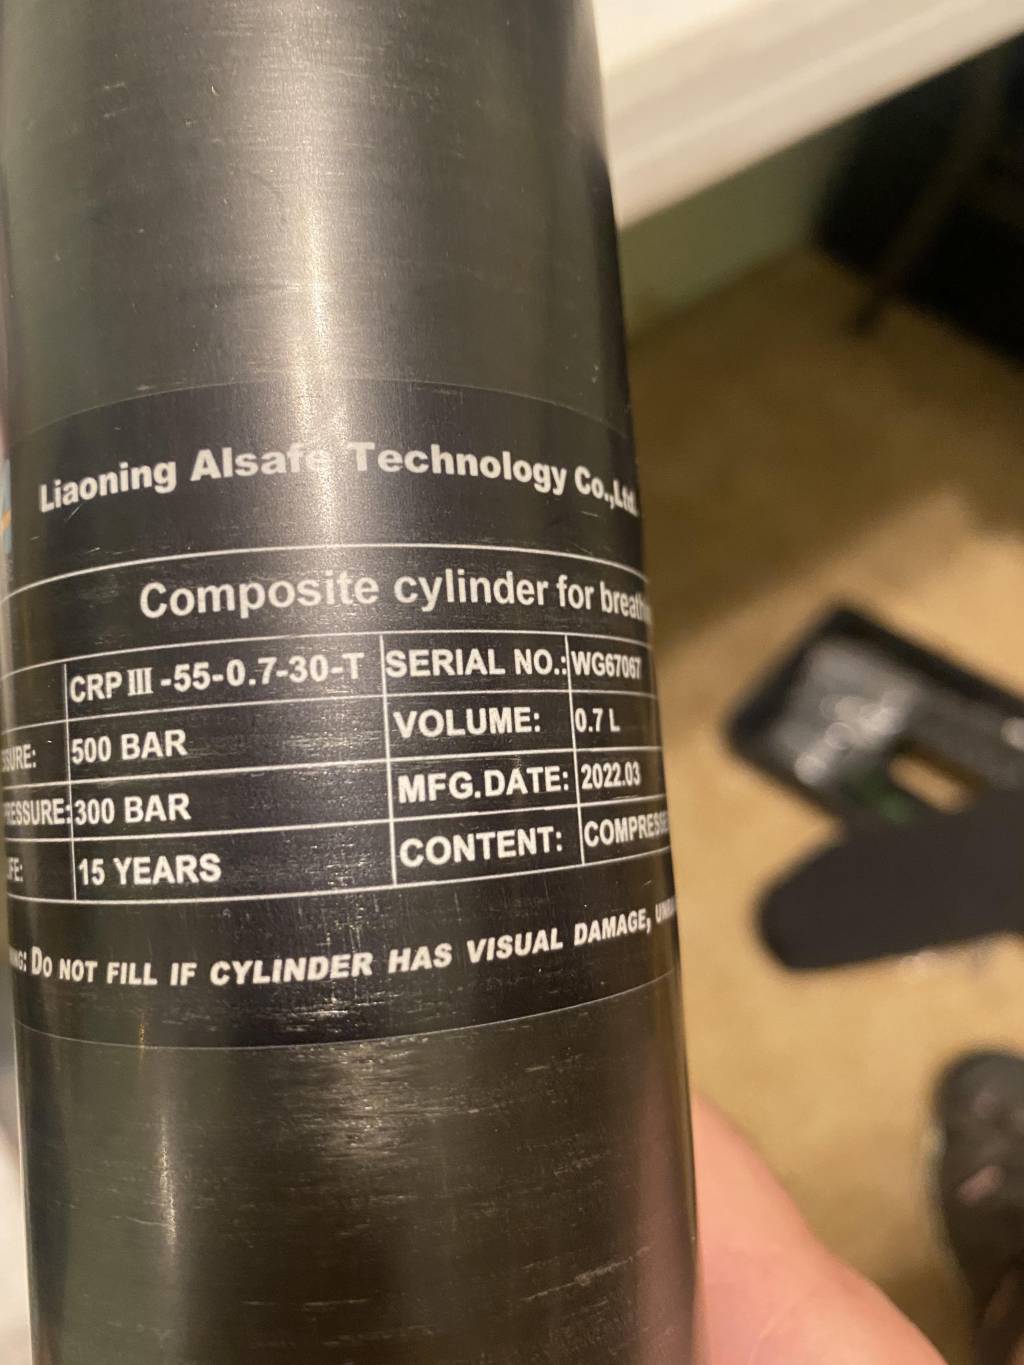 Liaoning Alsafe Technology Co.,Ltd.
Composite cylinder for
CRP III -55-0.7-30-T SERIAL NO.: WG67067
500 BAR VOLUME: 0.7 L
300 BAR MFG.DATE: 2022.03
15 YEARS CONTENT:
DO NOT FILL IF CYLINDER HAS VISUAL DAMAGE,